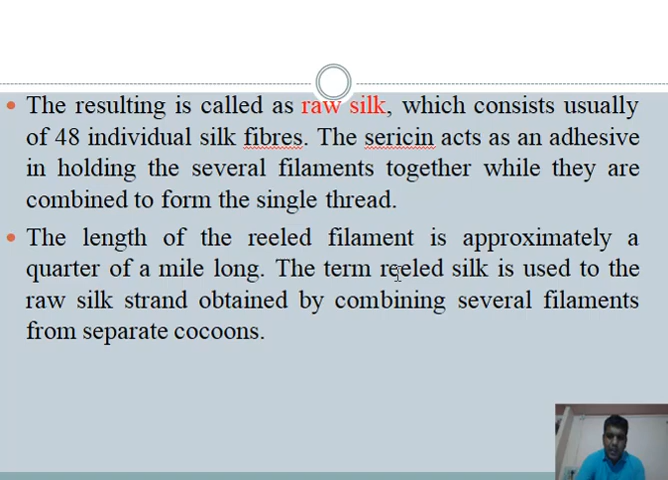 The resulting is called as raw silk, which consists usually
of 48 individual silk fibres. The sericin acts as an adhesive
in holding the several filaments together while they are
combined to form the single thread.
The length of the reeled filament is approximately a
quarter of a mile long. The term reeled silk is used to the
raw silk strand obtained by combining several filaments
from separate cocoons.